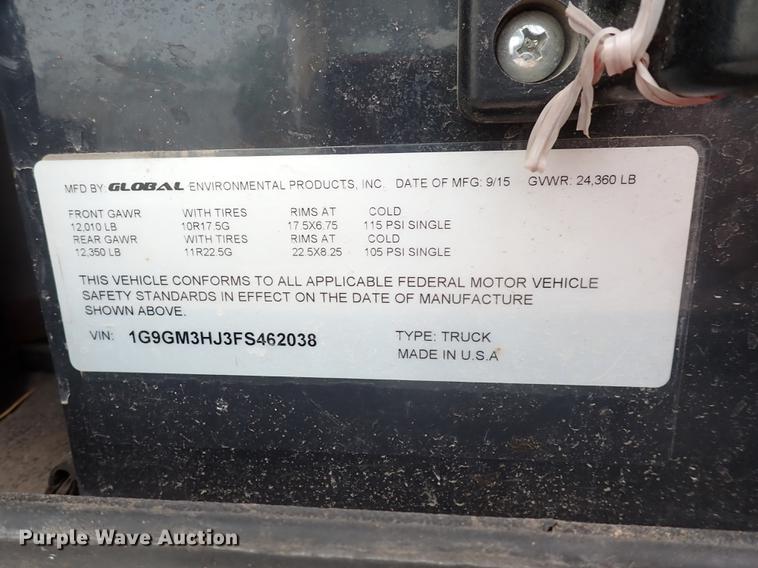 MFD BY: GLOBAL ENVIRONMENTAL PRODUCTS, INC. DATE OF MFG: 9/15 GVWR: 24,360 LB
FRONT GAWR WITH TIRES RIMS AT COLD
12,010 LB 10R17.5G 17.5X6.75 115 PSI SINGLE
REAR GAWR WITH TIRES RIMS AT COLD
12,350 LB 11R22.5G 22.5X8.25 105 PSI SINGLE
THIS VEHICLE CONFORMS TO ALL APPLICABLE FEDERAL MOTOR VEHICLE
SAFETY STANDARDS IN EFFECT ON THE DATE OF MANUFACTURE
SHOWN ABOVE.
VIN: 1G9GM3HJ3FS462038 TYPE: TRUCK
MADE IN U.S.A
Purple Wave Auction